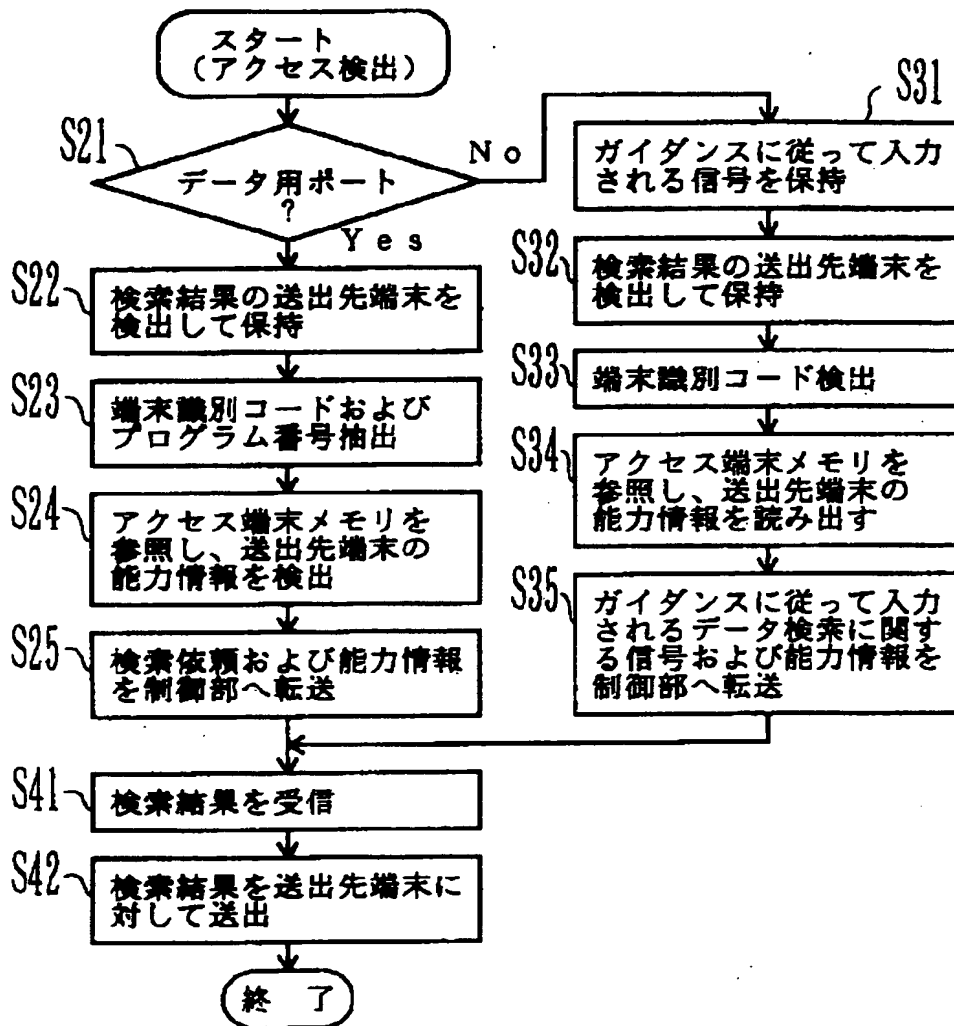 スタート
(アクセス検出)
S21
データ用ポート
?
No
Yes
S22
検索結果の送出先端末を
検出して保持
S23
端末識別コードおよび
プログラム番号抽出
S24
アクセス端末メモリを
参照し、送出先端末の
能力情報を検出
S25
検索依頼および能力情報
を制御部へ転送
S31
ガイダンスに従って入力
される信号を保持
S32
検索結果の送出先端末を
検出して保持
S33
端末識別コード検出
S34
アクセス端末メモリを
参照し、送出先端末の
能力情報を読み出す
S35
ガイダンスに従って入力
されるデータ検索に関す
る信号および能力情報を
制御部へ転送
S41
検索結果を受信
S42
検索結果を送出先端末に
対して送出
終 了